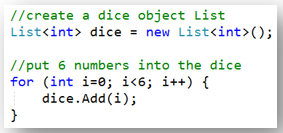 //create a dice object List
List<int> dice = new List<int>();
//put 6 numbers into the dice
for (int i=0; i<6; i++) {
dice.Add(i);
}